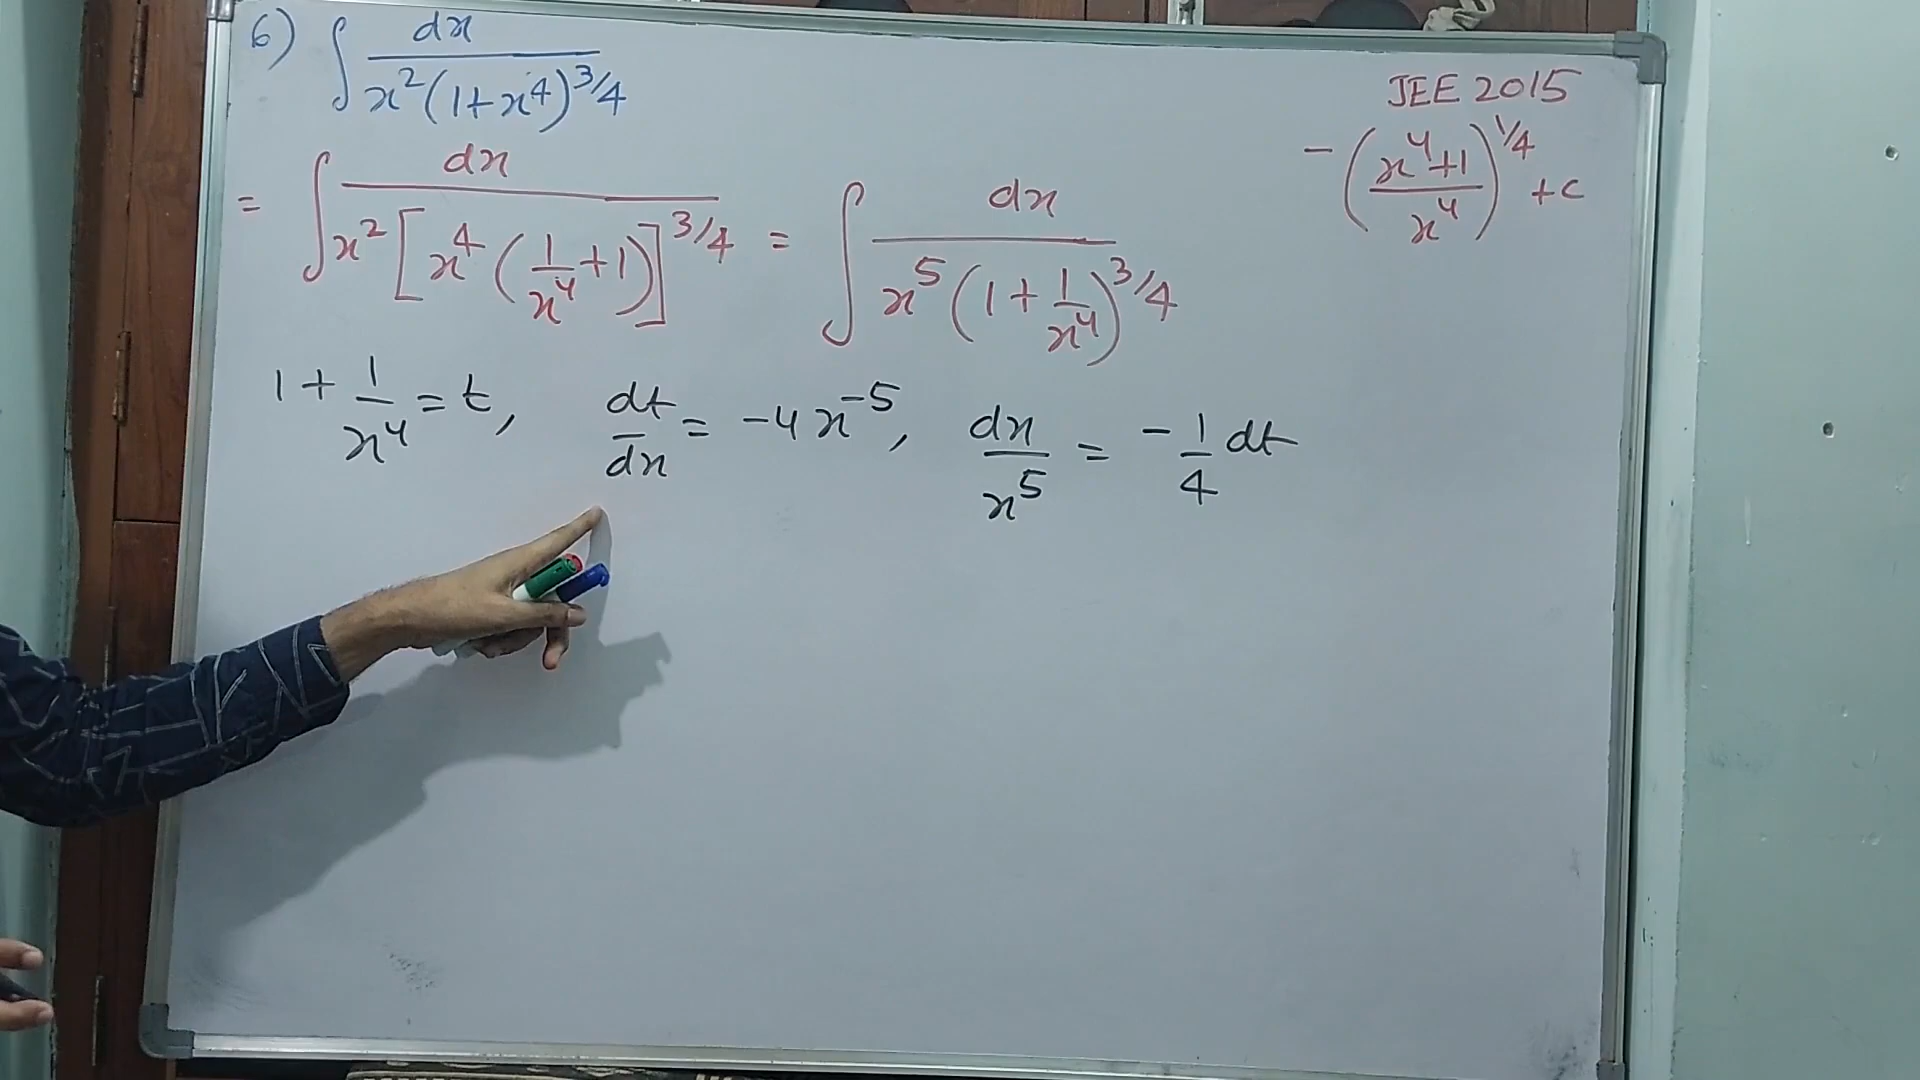 6) ∫ dx / x²(1+x⁴)^3/4
JEE 2015
-(x⁴+1 / x⁴)^1/4 + c
= ∫ dx / x²[x⁴(1/x⁴ + 1)]^3/4 = ∫ dx / x⁵(1 + 1/x⁴)^3/4
1 + 1/x⁴ = t, dt/dx = -4x⁻⁵, dx/x⁵ = -1/4 dt